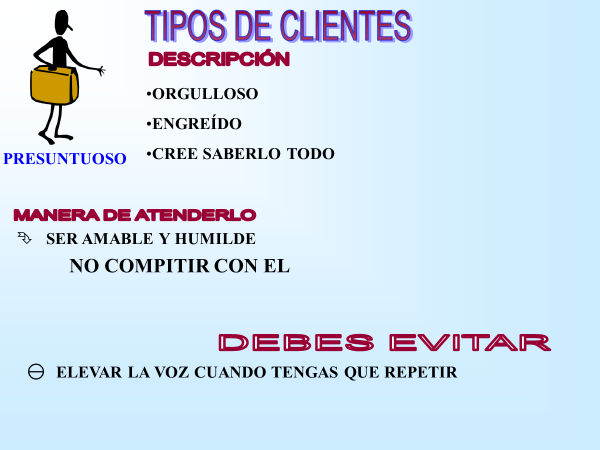 TIPOS DE CLIENTES
DESCRIPCIÓN
•ORGULLOSO
•ENGREÍDO
•CREE SABERLO TODO
PRESUNTUOSO
MANERA DE ATENDERLO
SER AMABLE Y HUMILDE
NO COMPITIR CON EL
DEBES EVITAR
ELEVAR LA VOZ CUANDO TENGAS QUE REPETIR